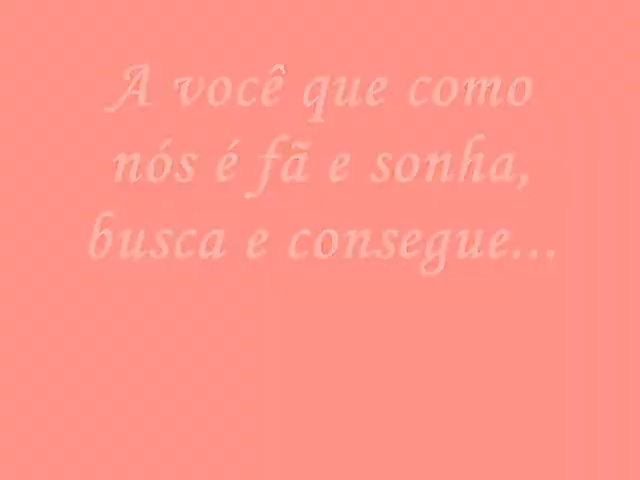 A você que como
nós é fã e sonha,
busca e consegue...